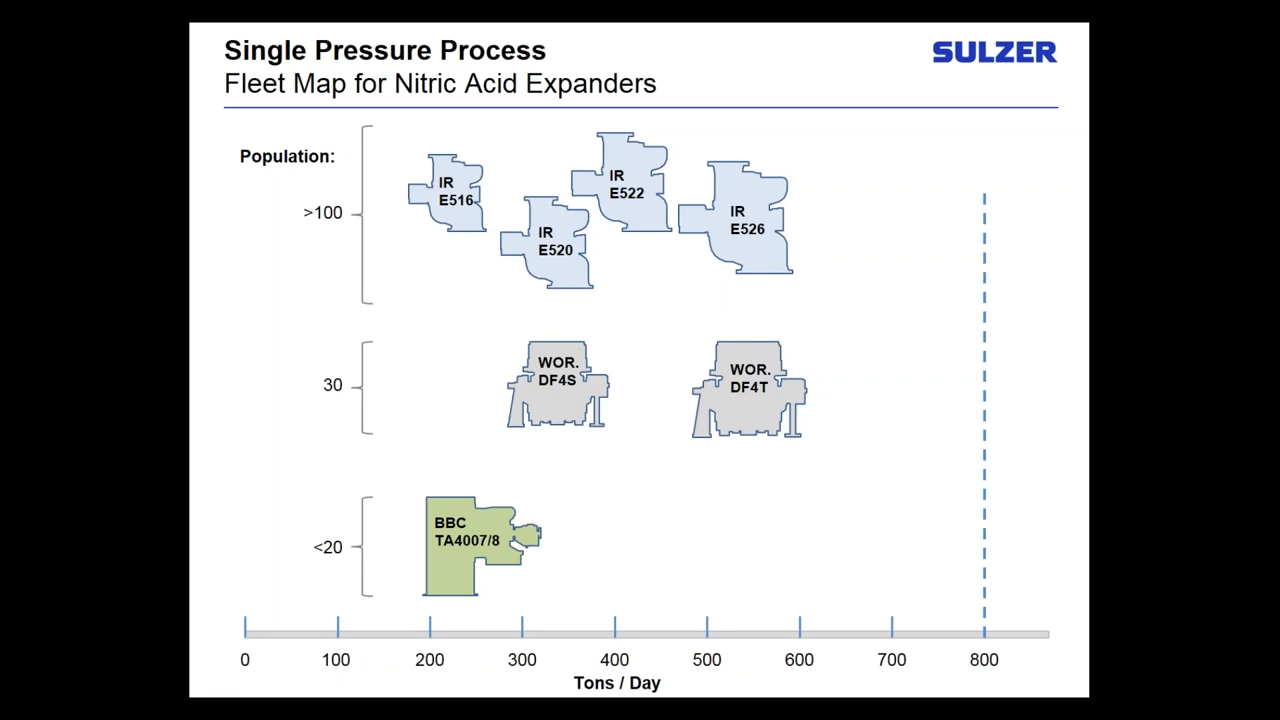 Single Pressure Process
SULZER
Fleet Map for Nitric Acid Expanders
Population:
>100
IR
E516
IR
E520
IR
E522
IR
E526
30
WOR.
DF4S
WOR.
DF4T
<20
BBC
TA4007/8
0 100 200 300 400 500 600 700 800
Tons / Day